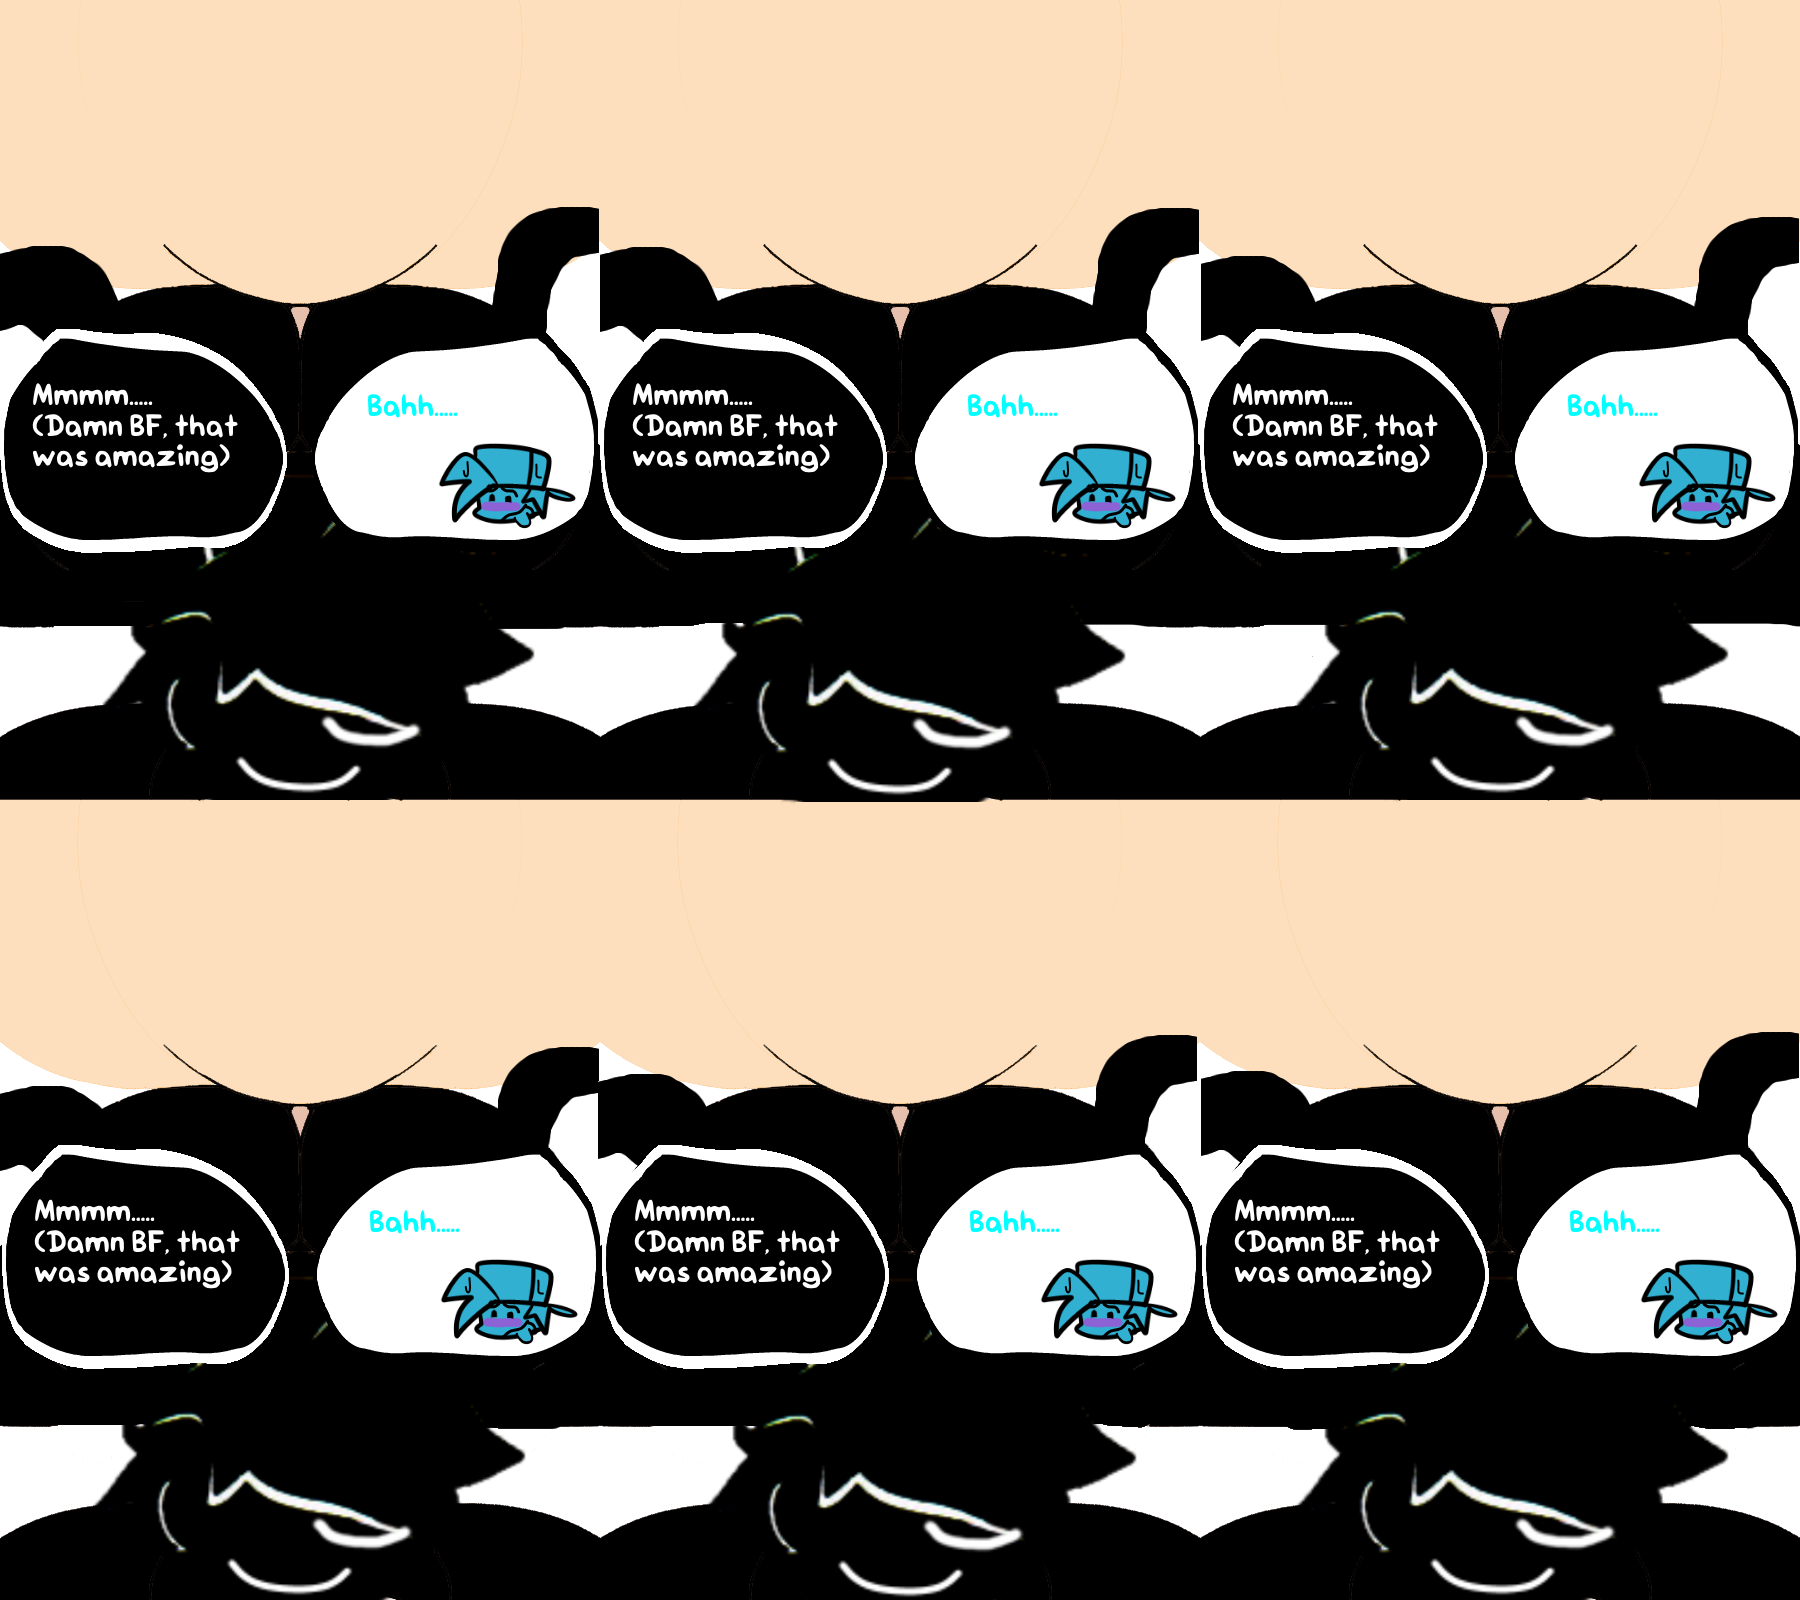 Mmmm.....
(Damn BF, that
was amazing)
Bahh.....
J L
Mmmm.....
(Damn BF, that
was amazing)
Bahh.....
J L
Mmmm.....
(Damn BF, that
was amazing)
Bahh.....
J L
Mmmm.....
(Damn BF, that
was amazing)
Bahh.....
J L
Mmmm.....
(Damn BF, that
was amazing)
Bahh.....
J L
Mmmm.....
(Damn BF, that
was amazing)
Bahh.....
J L